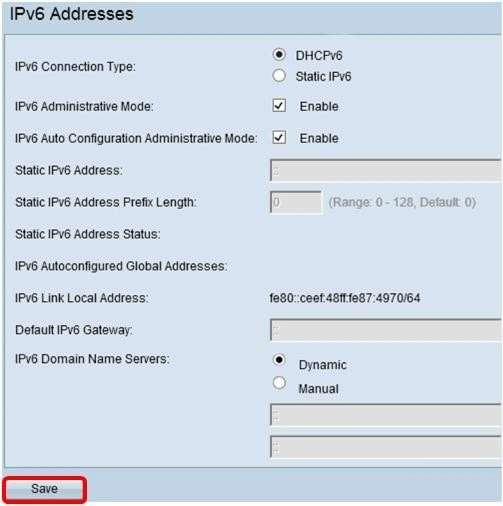 IPv6 Addresses
IPv6 Connection Type:
DHCPv6
Static IPv6
IPv6 Administrative Mode: Enable
IPv6 Auto Configuration Administrative Mode: Enable
Static IPv6 Address: ::
Static IPv6 Address Prefix Length: 0 (Range: 0 - 128, Default: 0)
Static IPv6 Address Status:
IPv6 Autoconfigured Global Addresses:
IPv6 Link Local Address: fe80::ceef:48ff:fe87:4970/64
Default IPv6 Gateway: ::
IPv6 Domain Name Servers: Dynamic
Manual
::
::
Save